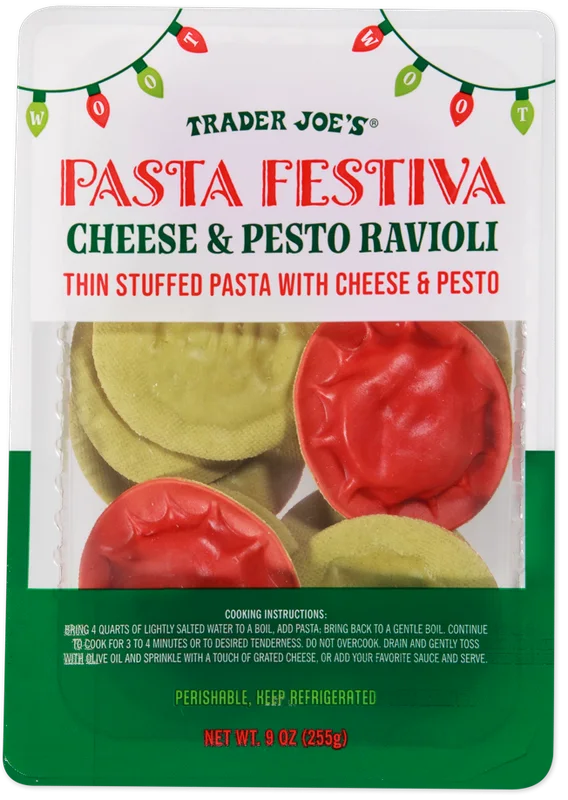 W O O T
W O O T
TRADER JOE'S®
PASTA FESTIVA
CHEESE & PESTO RAVIOLI
THIN STUFFED PASTA WITH CHEESE & PESTO
COOKING INSTRUCTIONS:
BRING 4 QUARTS OF LIGHTLY SALTED WATER TO A BOIL, ADD PASTA; BRING BACK TO A GENTLE BOIL. CONTINUE
TO COOK FOR 3 TO 4 MINUTES OR TO DESIRED TENDERNESS. DO NOT OVERCOOK. DRAIN AND GENTLY TOSS
WITH OLIVE OIL AND SPRINKLE WITH A TOUCH OF GRATED CHEESE, OR ADD YOUR FAVORITE SAUCE AND SERVE.
PERISHABLE, KEEP REFRIGERATED
NET WT. 9 OZ (255g)